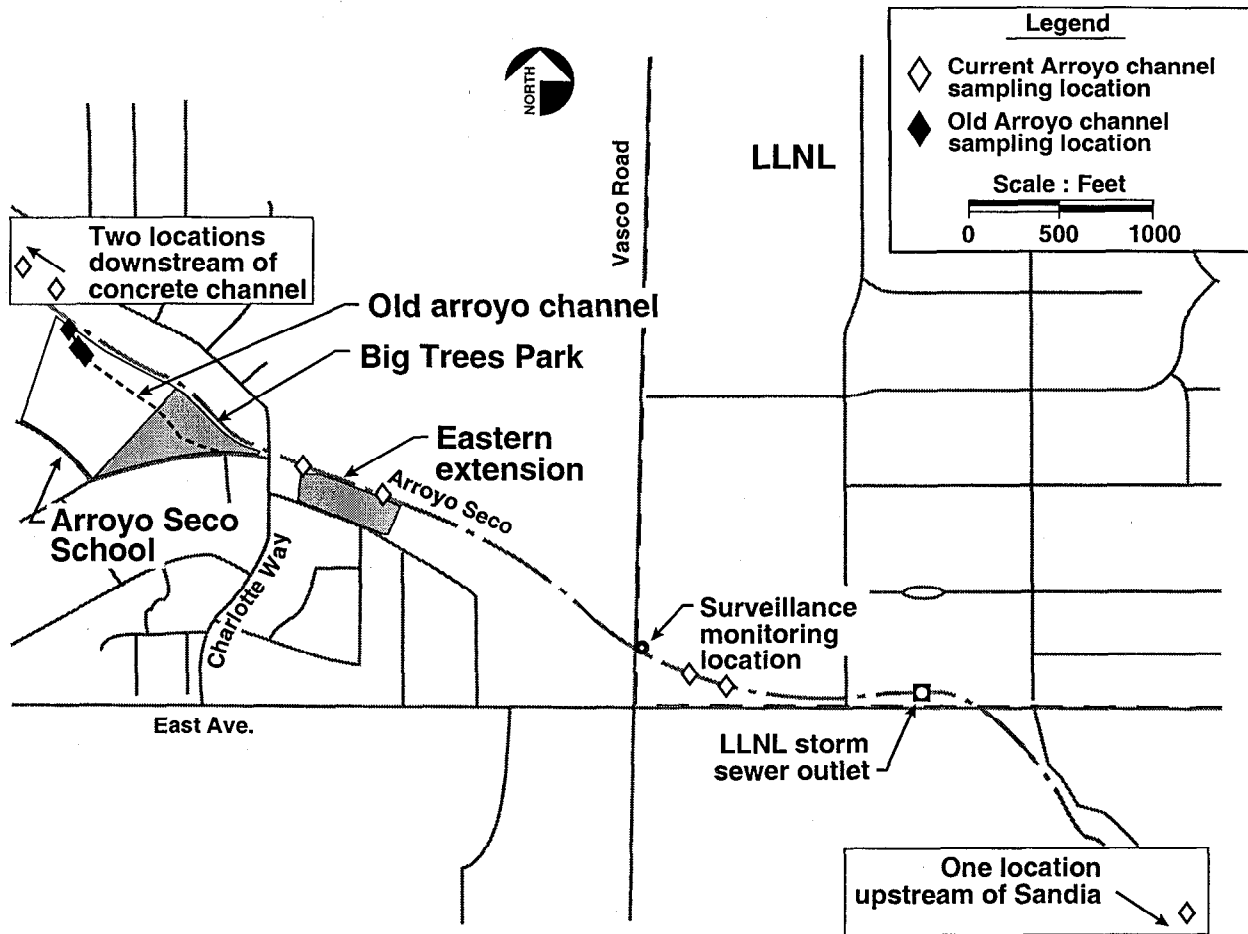 Legend
Current Arroyo channel
sampling location
Old Arroyo channel
sampling location
Scale : Feet
0 500 1000
NORTH
LLNL
Vasco Road
Two locations
downstream of
concrete channel
Old arroyo channel
Big Trees Park
Eastern
extension
Arroyo Seco
Arroyo Seco
School
Charlotte Way
Surveillance
monitoring
location
East Ave.
LLNL storm
sewer outlet
One location
upstream of Sandia